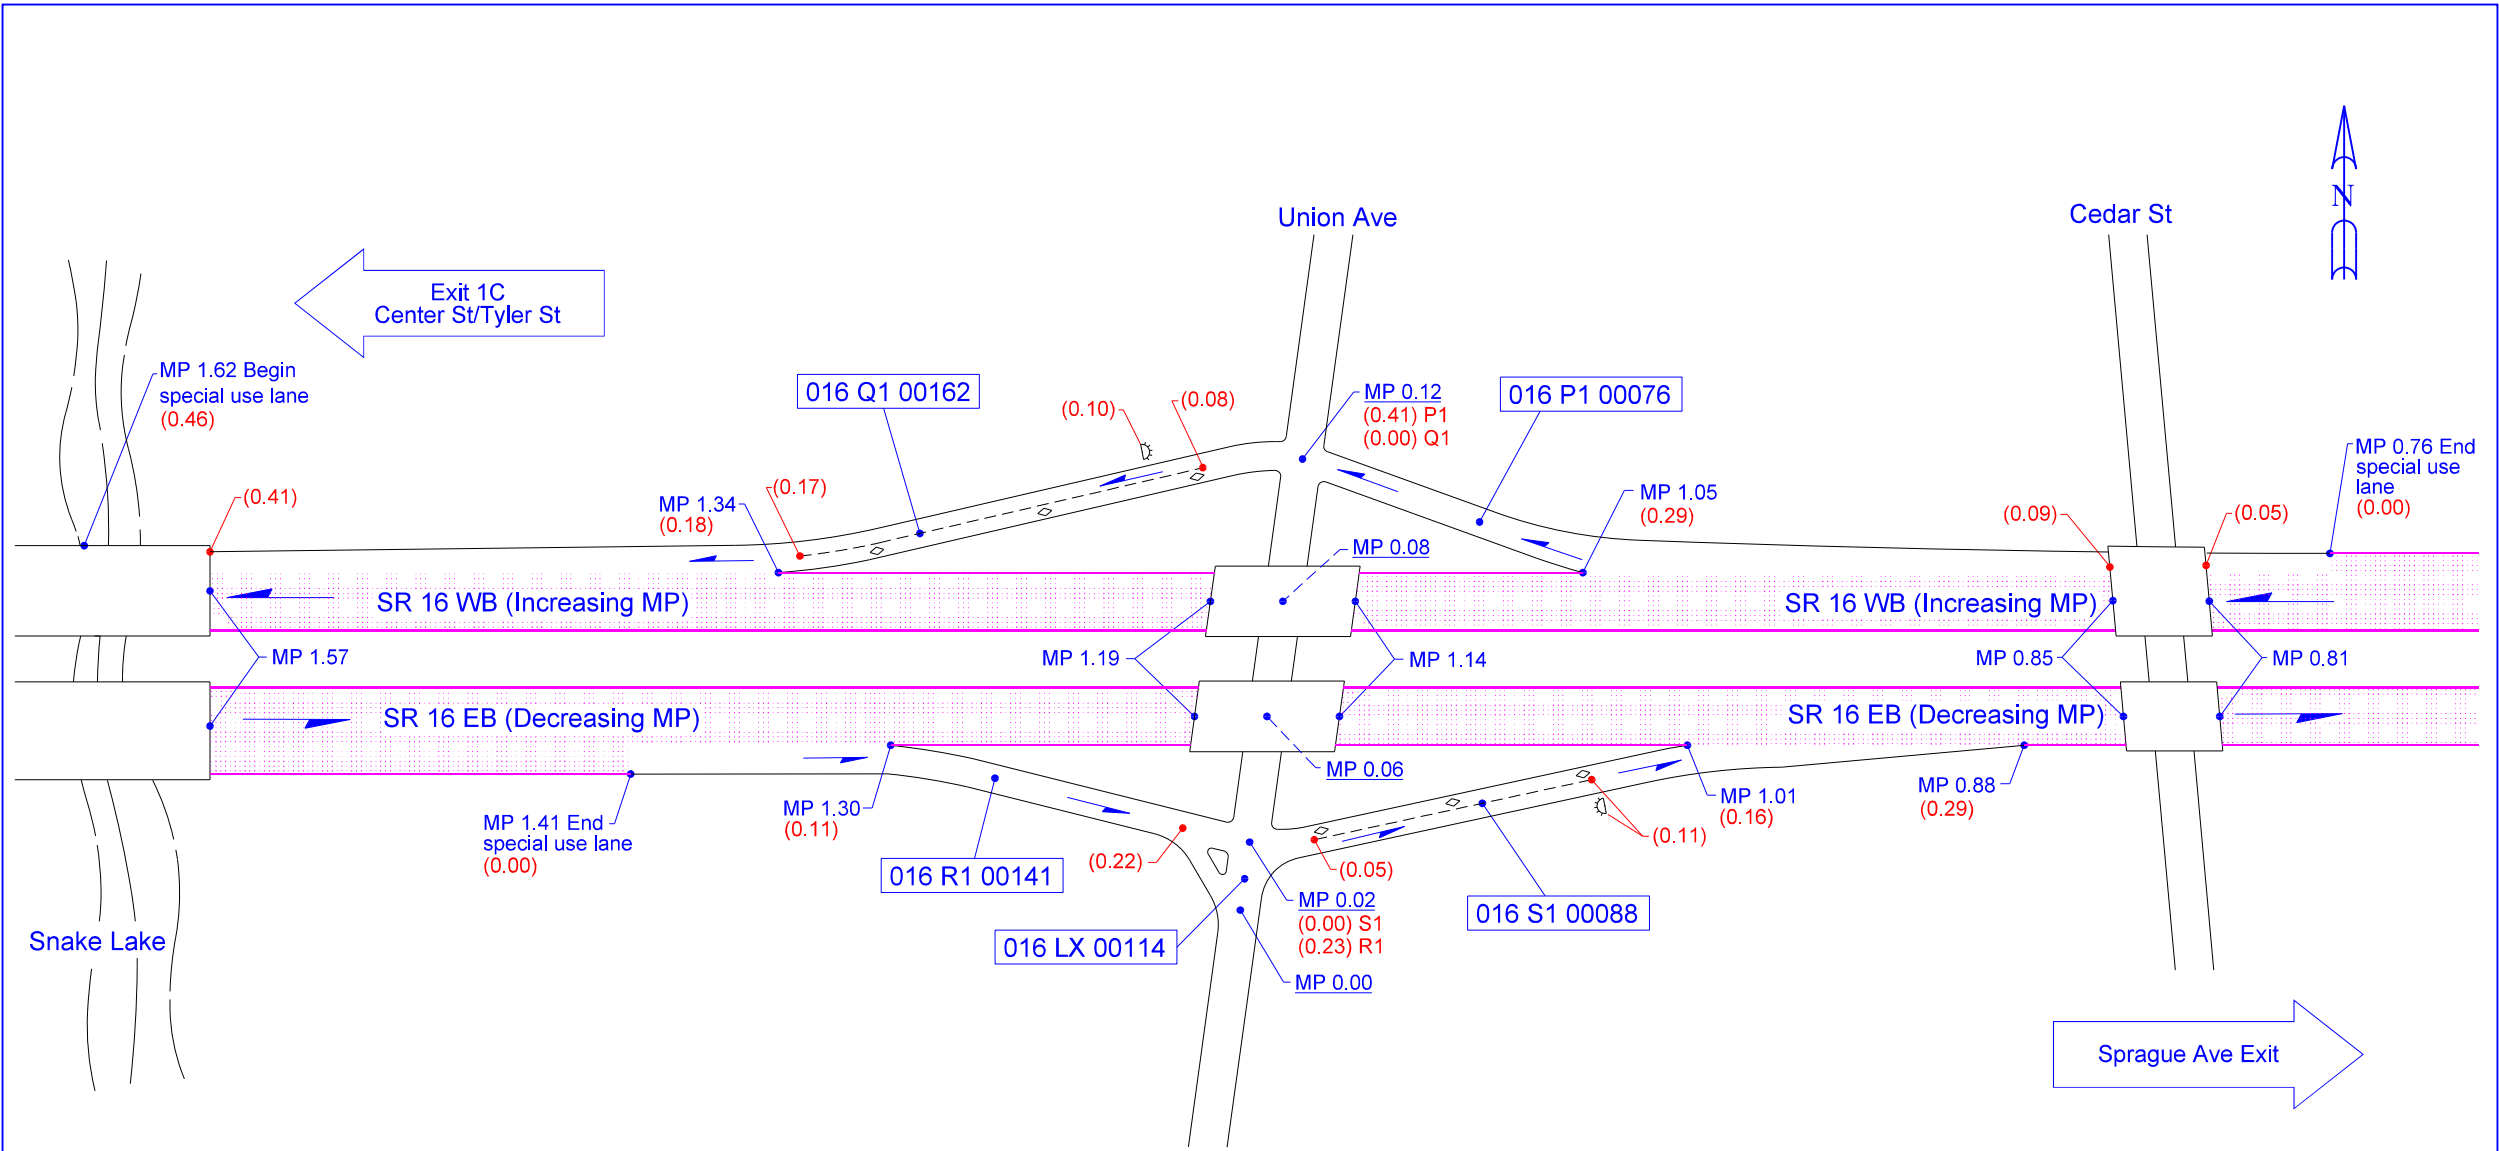 N
Union Ave
Cedar St
Exit 1C
Center St/Tyler St
MP 1.62 Begin
special use lane
(0.46)
016 Q1 00162
(0.10)
(0.08)
MP 0.12
(0.41) P1
(0.00) Q1
016 P1 00076
MP 0.76 End
special use
lane
(0.00)
(0.41)
MP 1.34
(0.18)
(0.17)
MP 1.05
(0.29)
(0.09)
(0.05)
MP 0.08
SR 16 WB (Increasing MP)
SR 16 WB (Increasing MP)
MP 1.57
MP 1.19
MP 1.14
MP 0.85
MP 0.81
SR 16 EB (Decreasing MP)
SR 16 EB (Decreasing MP)
MP 0.06
MP 1.41 End
special use lane
(0.00)
MP 1.30
(0.11)
MP 1.01
(0.16)
MP 0.88
(0.29)
016 R1 00141
(0.22)
(0.05)
(0.11)
MP 0.02
(0.00) S1
(0.23) R1
016 S1 00088
Snake Lake
016 LX 00114
MP 0.00
Sprague Ave Exit